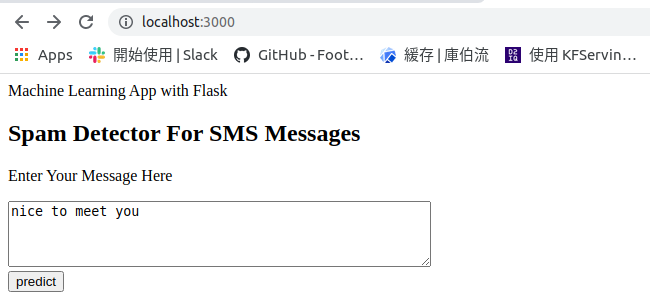 localhost:3000
Apps 開始使用 | Slack GitHub - Foot… 緩存 | 庫伯流 使用 KFServin…
Machine Learning App with Flask
Spam Detector For SMS Messages
Enter Your Message Here
nice to meet you
predict